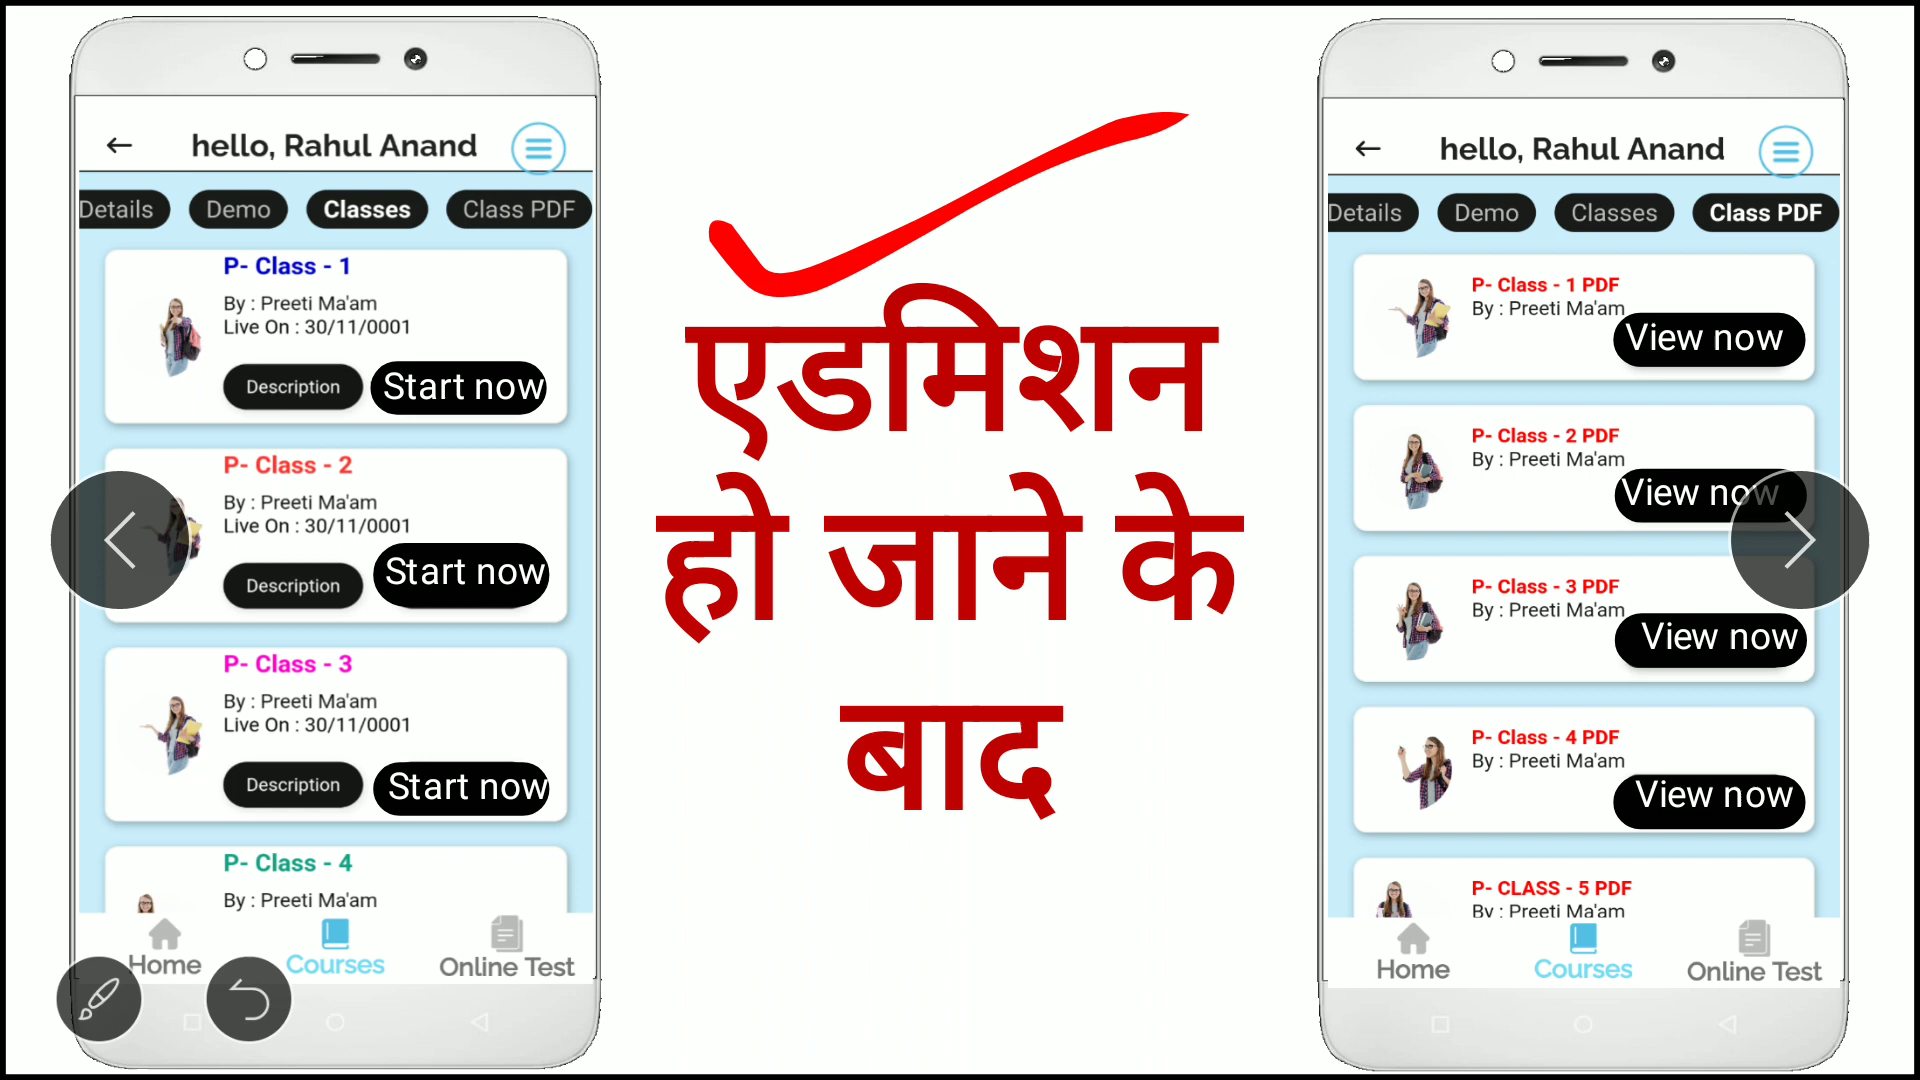 hello, Rahul Anand
Details Demo Classes Class PDF
P- Class - 1
By : Preeti Ma'am
Live On : 30/11/0001
Description Start now
P- Class - 2
By : Preeti Ma'am
Live On : 30/11/0001
Description Start now
P- Class - 3
By : Preeti Ma'am
Live On : 30/11/0001
Description Start now
P- Class - 4
By : Preeti Ma'am
Home Courses Online Test
एडमिशन
हो जाने के
बाद
hello, Rahul Anand
Details Demo Classes Class PDF
P- Class - 1 PDF
By : Preeti Ma'am
View now
P- Class - 2 PDF
By : Preeti Ma'am
View now
P- Class - 3 PDF
By : Preeti Ma'am
View now
P- Class - 4 PDF
By : Preeti Ma'am
View now
P- CLASS - 5 PDF
By : Preeti Ma'am
Home Courses Online Test